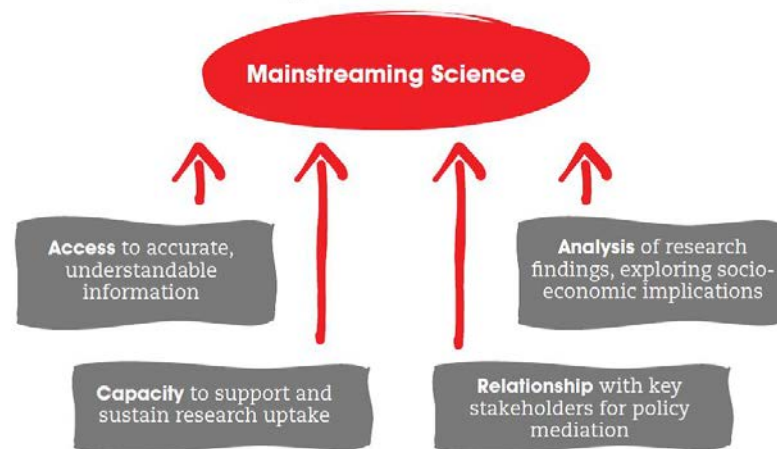 Mainstreaming Science
Access to accurate,
understandable
information
Analysis of research
findings, exploring socio-
economic implications
Capacity to support and
sustain research uptake
Relationship with key
stakeholders for policy
mediation